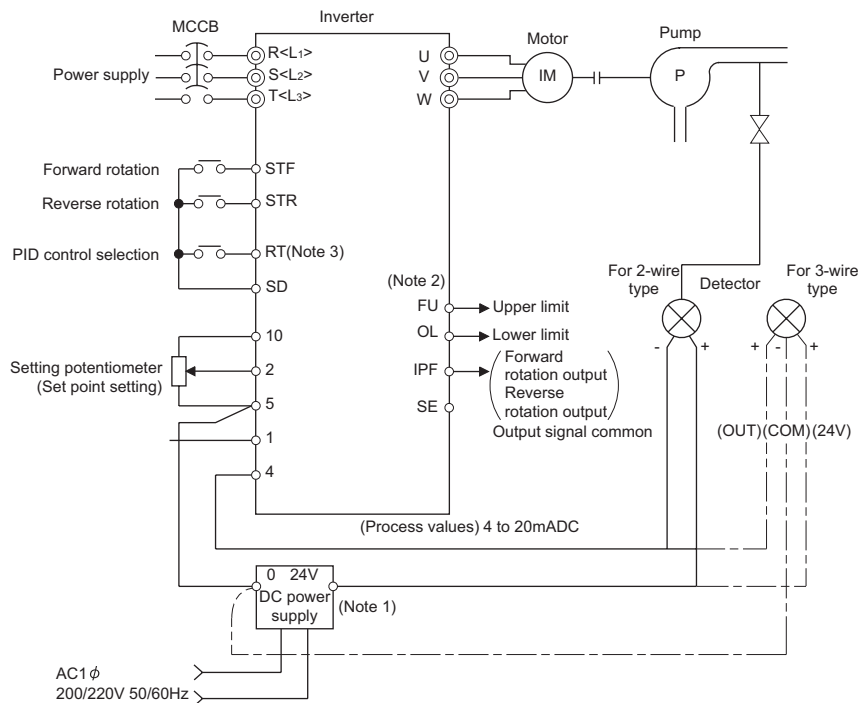 Inverter
MCCB
Power supply
R<L1>
S<L2>
T<L3>
U
V
W
Motor
IM
Pump
P
Forward rotation
STF
Reverse rotation
STR
PID control selection
RT(Note 3)
SD
Setting potentiometer
(Set point setting)
10
2
5
1
4
(Note 2)
FU
Upper limit
OL
Lower limit
IPF
Forward
rotation output
Reverse
rotation output
SE
Output signal common
For 2-wire
type
Detector
For 3-wire
type
- +
+ - +
(OUT)(COM)(24V)
(Process values) 4 to 20mADC
0 24V
DC power
supply
(Note 1)
AC1ϕ
200/220V 50/60Hz